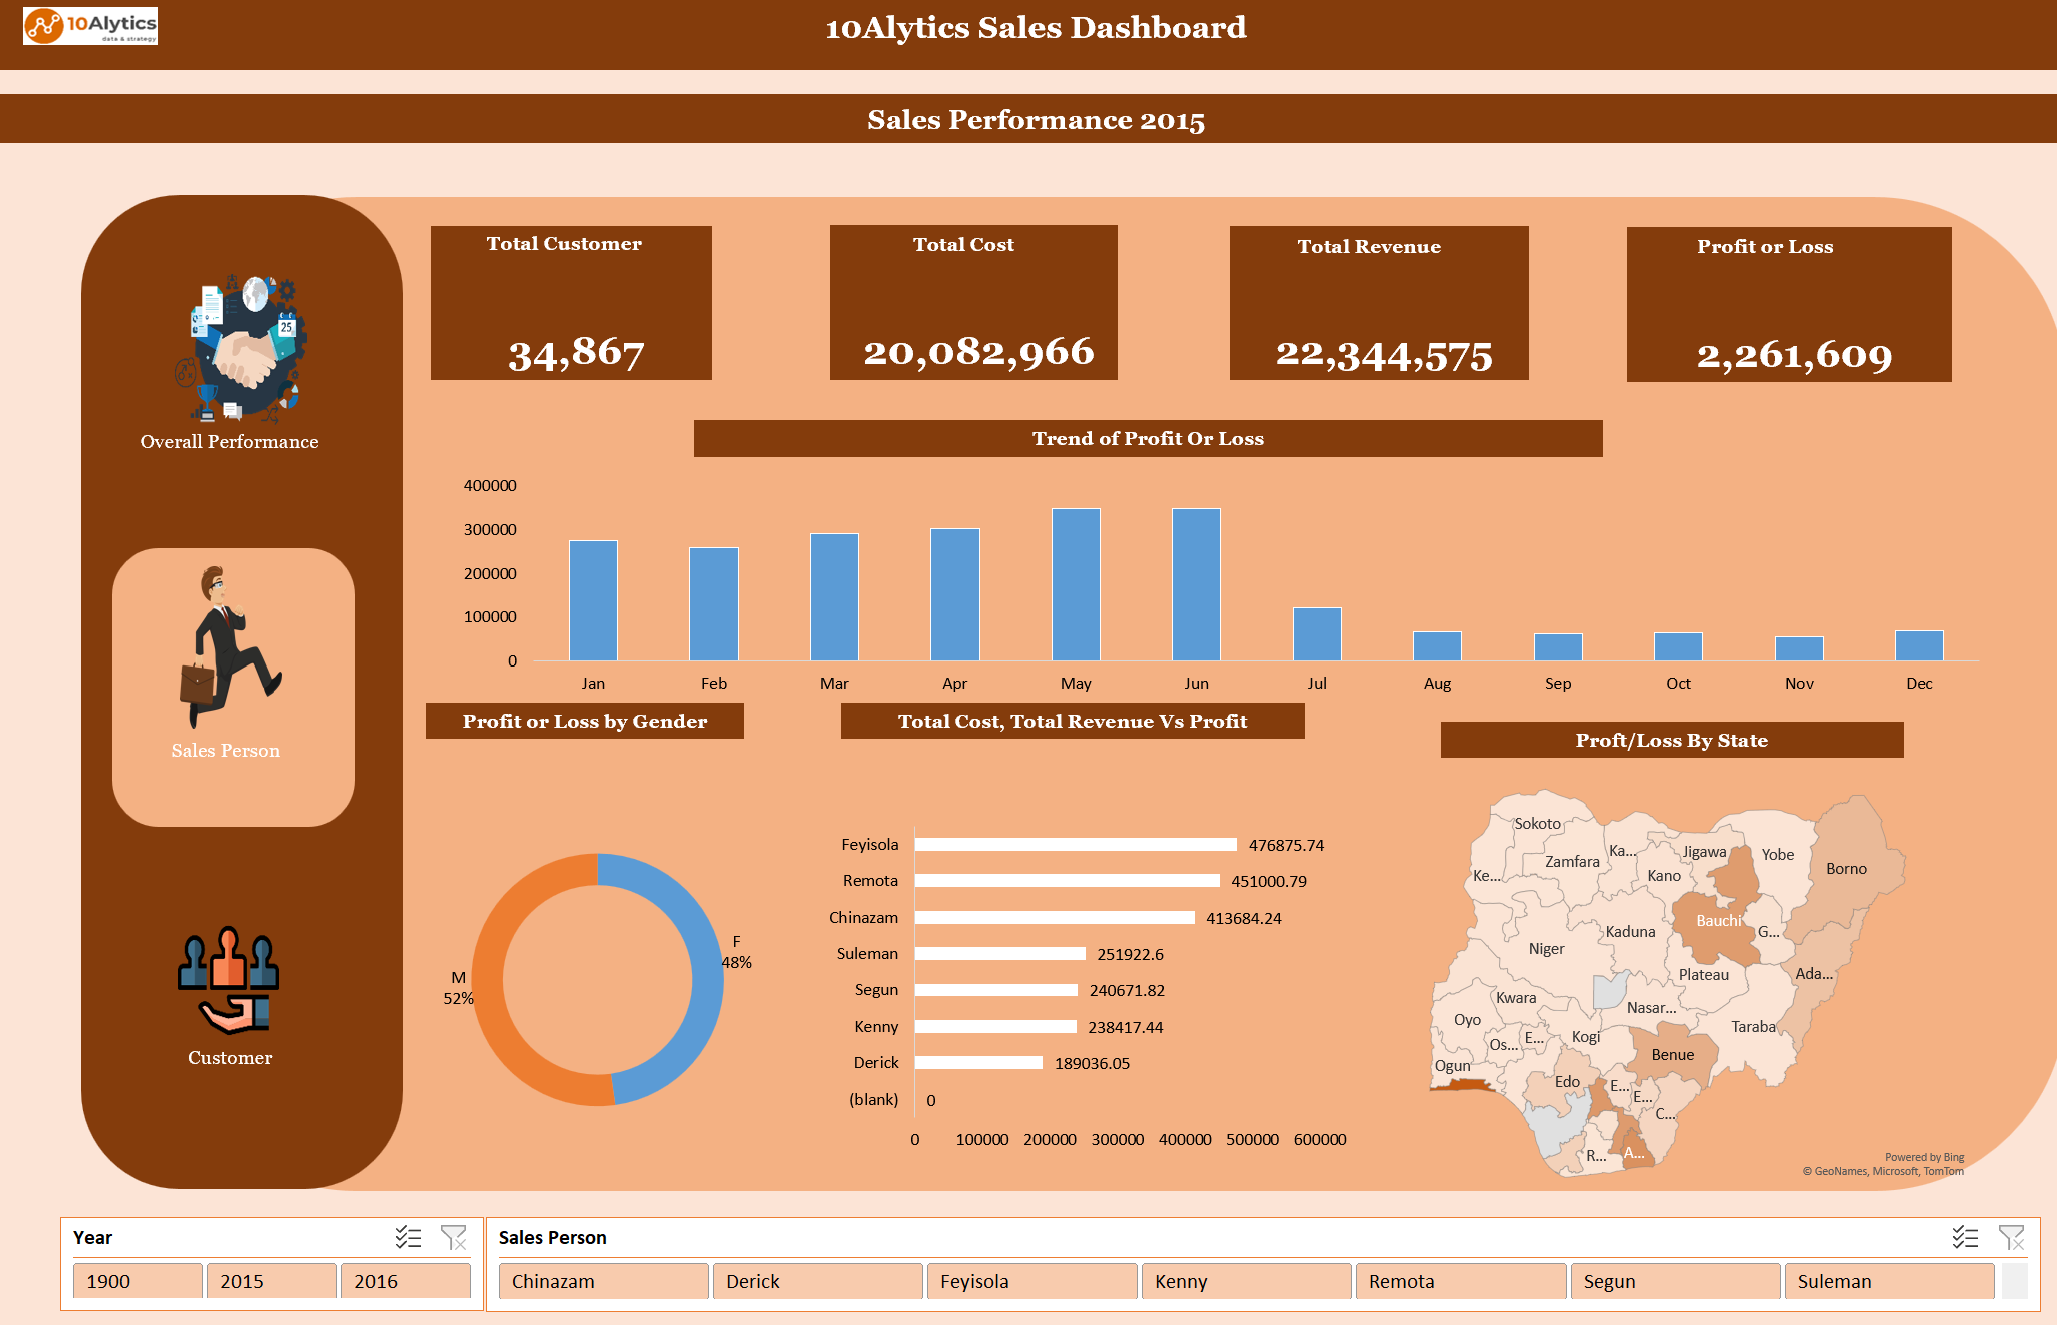 10Alytics
data & strategy
10Alytics Sales Dashboard
Sales Performance 2015
Total Customer
34,867
Total Cost
20,082,966
Total Revenue
22,344,575
Profit or Loss
2,261,609
25
Overall Performance
Sales Person
Customer
Trend of Profit Or Loss
400000
300000
200000
100000
0
Jan Feb Mar Apr May Jun Jul Aug Sep Oct Nov Dec
Profit or Loss by Gender
F
48%
M
52%
Total Cost, Total Revenue Vs Profit
Feyisola 476875.74
Remota 451000.79
Chinazam 413684.24
Suleman 251922.6
Segun 240671.82
Kenny 238417.44
Derick 189036.05
(blank) 0
0 100000 200000 300000 400000 500000 600000
Proft/Loss By State
Sokoto
Zamfara
Ka...
Jigawa
Yobe
Borno
Ke...
Kano
Bauchi
G...
Kaduna
Niger
Plateau
Ada...
Kwara
Nasar...
Oyo
Taraba
Os...
E...
Kogi
Benue
Ogun
Edo
E...
E...
C...
R...
A...
Powered by Bing
© GeoNames, Microsoft, TomTom
Year
1900 2015 2016
Sales Person
Chinazam Derick Feyisola Kenny Remota Segun Suleman